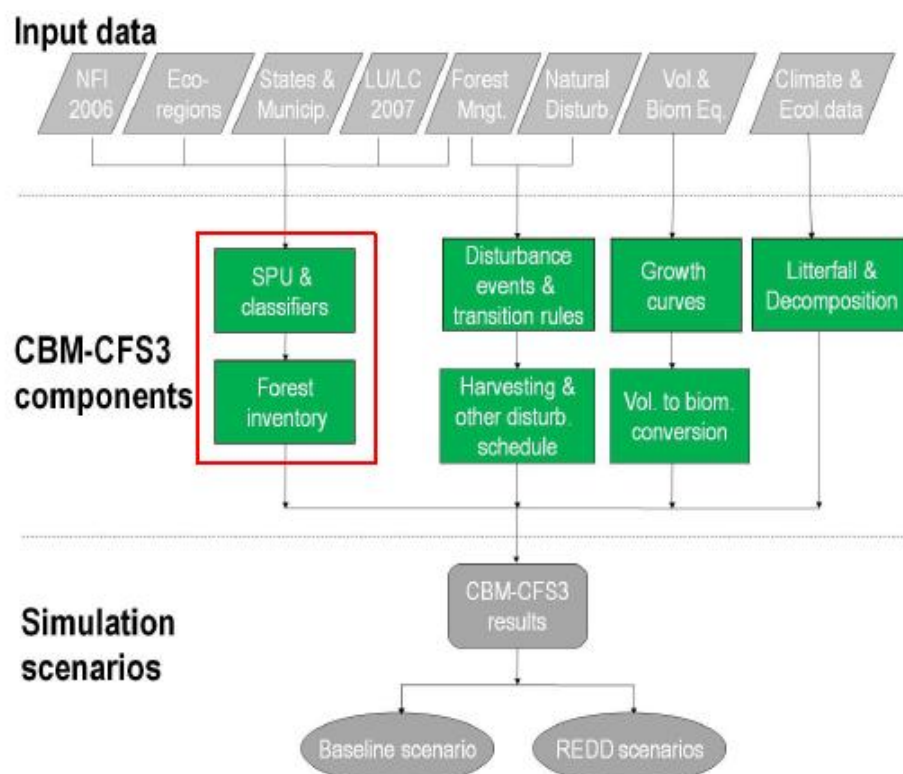 Input data
NFI
2006
Eco-
regions
States &
Municip.
LU/LC
2007
Forest
Mngt.
Natural
Disturb.
Vol.&
Biom Eq.
Climate &
Ecol.data
CBM-CFS3
components
SPU &
classifiers
Forest
inventory
Disturbance
events &
transition rules
Harvesting &
other disturb.
schedule
Growth
curves
Vol. to biom.
conversion
Litterfall &
Decomposition
Simulation
scenarios
CBM-CFS3
results
Baseline scenario
REDD scenarios